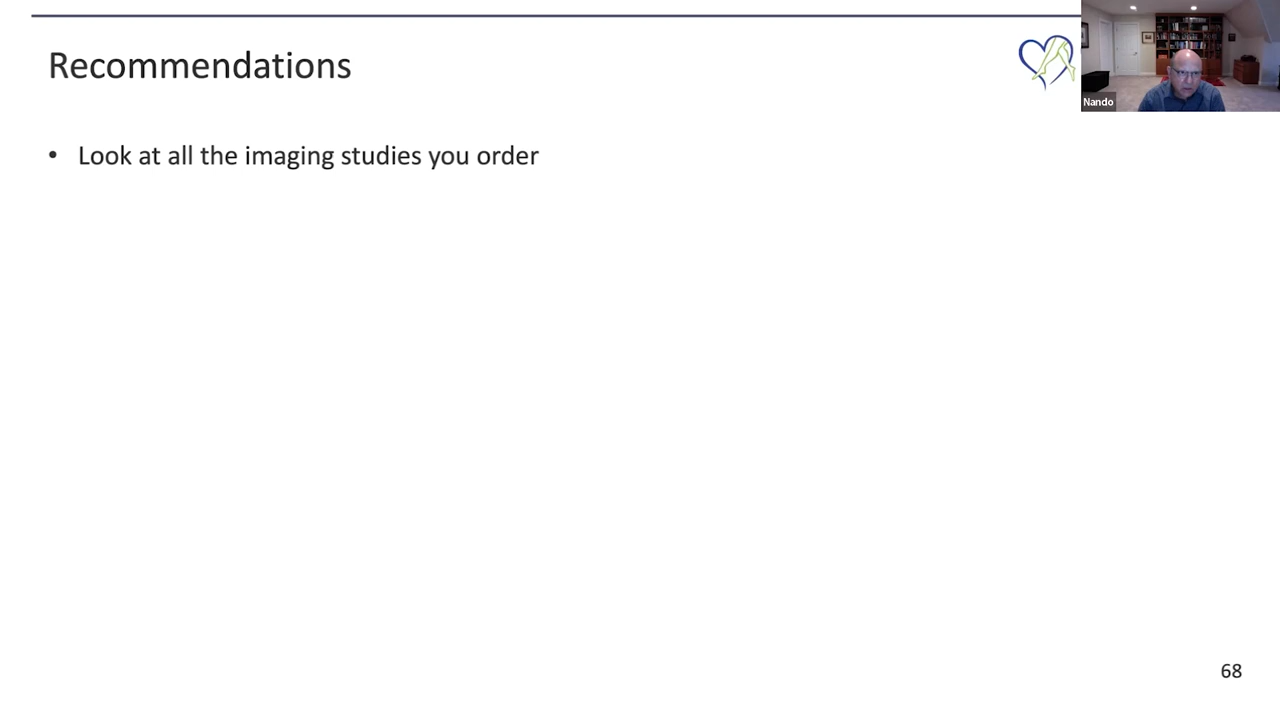 Recommendations
Nando
• Look at all the imaging studies you order
68